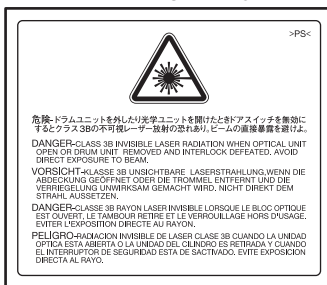 >PS<
危険-ドラムユニットを外したり光学ユニットを開けたときドアスイッチを無効に
するとクラス3Bの不可視レーザー放射の恐れあり。ビームの直接暴露を避けよ。
DANGER-CLASS 3B INVISIBLE LASER RADIATION WHEN OPTICAL UNIT
OPEN OR DRUM UNIT REMOVED AND INTERLOCK DEFEATED. AVOID
DIRECT EXPOSURE TO BEAM.
VORSICHT-KLASSE 3B UNSICHTBARE LASERSTRAHLUNG,WENN DIE
ABDECKUNG GEÖFFNET ODER DIE TROMMEL ENTFERNT UND DIE
VERRIEGELUNG UNWIRKSAM GEMACHT WIRD. NICHT DIREKT DEM
STRAHL AUSSETZEN.
DANGER-CLASSE 3B RAYON LASER INVISIBLE LORSQUE LE BLOC OPTIQUE
EST OUVERT, LE TAMBOUR RETIRE ET LE VERROUILLAGE HORS D'USAGE.
EVITER L'EXPOSITION DIRECTE AU RAYON.
PELIGRO-RADIACION INVISIBLE DE LASER CLASE 3B CUANDO LA UNIDAD
OPTICA ESTA ABIERTA O LA UNIDAD DEL CILINDRO ES RETIRADA Y CUANDO
EL INTERRUPTOR DE SEGURIDAD ESTA DE SACTIVADO. EVITE EXPOSICION
DIRECTA AL RAYO.